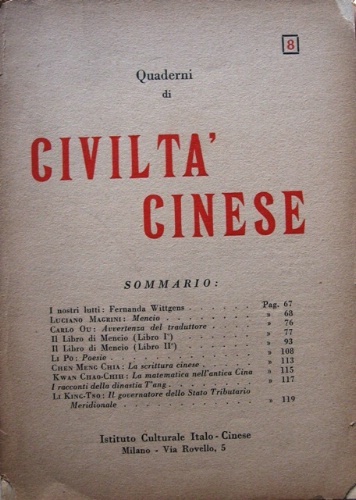 8
Quaderni
di
CIVILTA'
CINESE
SOMMARIO:
I nostri lutti: Fernanda Wittgens . . . . . . Pag. 67
LUCIANO MAGRINI: Mencio . . . . . . . . » 68
CARLO OU: Avvertenza del traduttore . . . . . » 76
Il Libro di Mencio (Libro I°) . . . . . . . » 77
Il Libro di Mencio (Libro II°) . . . . . . . » 93
LI PO: Poesie . . . . . . . . . . . » 108
CHEN MENG CHIA: La scrittura cinese . . . . . » 113
KWAN CHAO-CHIH: La matematica nell'antica Cina » 115
I racconti della dinastia T'ang . . . . . . . » 117
LI KING-TSO: Il governatore dello Stato Tributario
Meridionale . . . . . . . . . . . » 119
Istituto Culturale Italo - Cinese
Milano - Via Rovello, 5